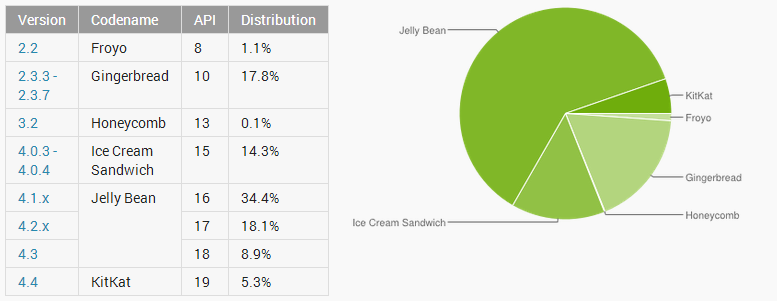 Version Codename API Distribution
2.2 Froyo 8 1.1%
2.3.3 - Gingerbread 10 17.8%
2.3.7
3.2 Honeycomb 13 0.1%
4.0.3 - Ice Cream 15 14.3%
4.0.4 Sandwich
4.1.x Jelly Bean 16 34.4%
4.2.x 17 18.1%
4.3 18 8.9%
4.4 KitKat 19 5.3%
Jelly Bean
KitKat
Froyo
Gingerbread
Honeycomb
Ice Cream Sandwich